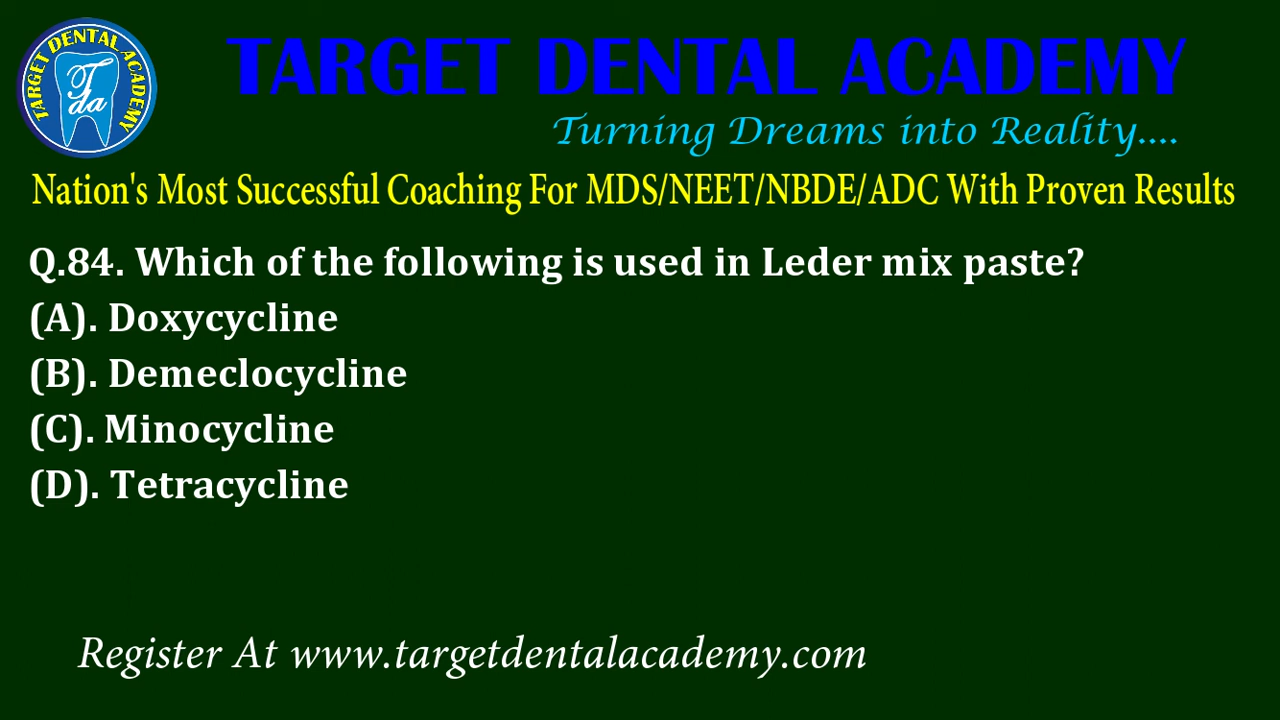 TARGET DENTAL ACADEMY
Tda
TARGET DENTAL ACADEMY
Turning Dreams into Reality....
Nation's Most Successful Coaching For MDS/NEET/NBDE/ADC With Proven Results
Q.84. Which of the following is used in Leder mix paste?
(A). Doxycycline
(B). Demeclocycline
(C). Minocycline
(D). Tetracycline
Register At www.targetdentalacademy.com